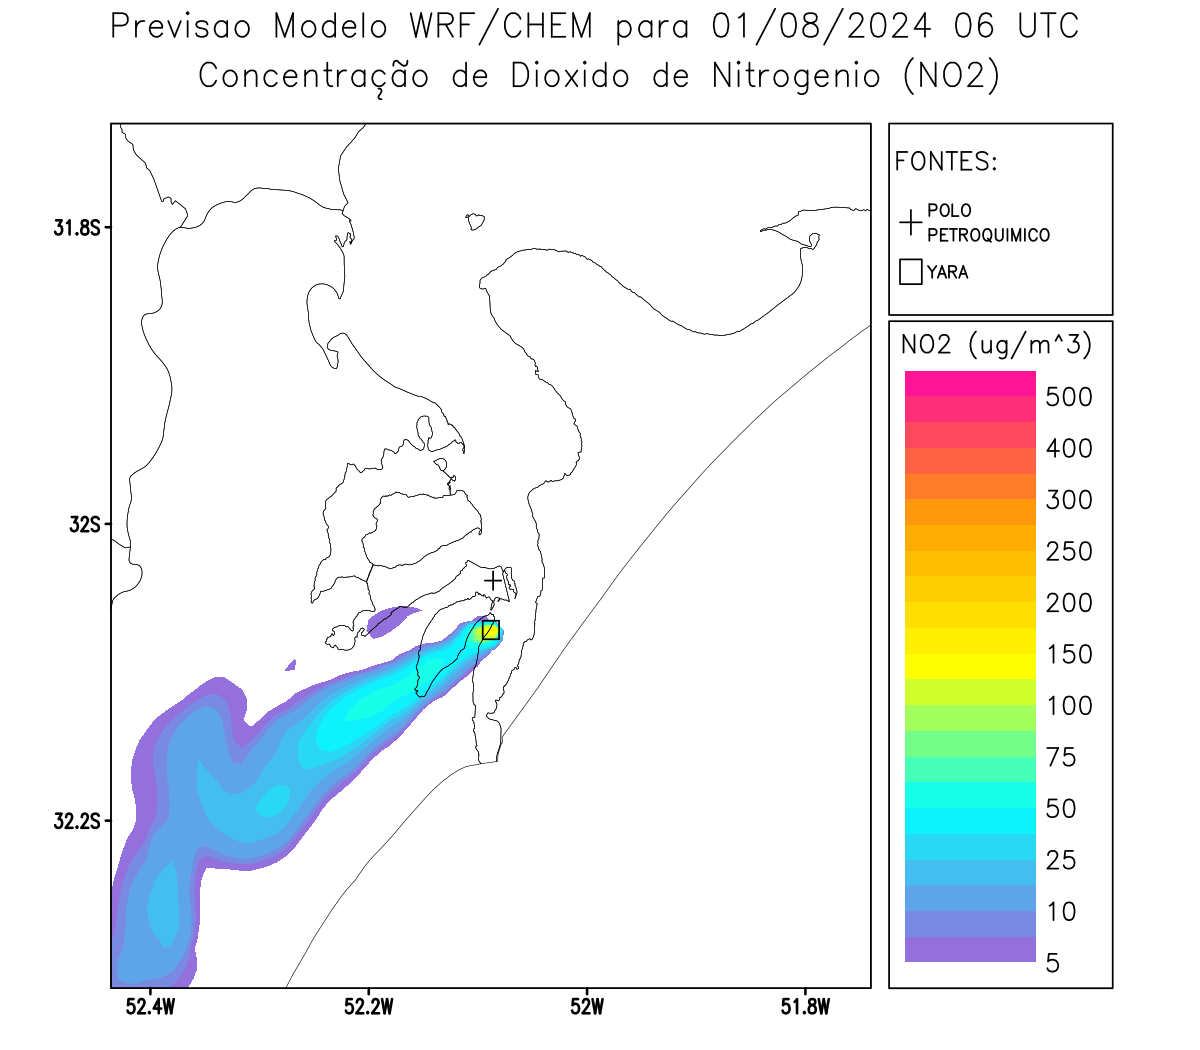 Previsao Modelo WRF/CHEM para 01/08/2024 06 UTC
Concentração de Dioxido de Nitrogenio (NO2)
FONTES:
POLO
PETROQUIMICO
YARA
NO2 (ug/m^3)
500
400
300
250
200
150
100
75
50
25
10
5
31.8S
32S
32.2S
52.4W
52.2W
52W
51.8W